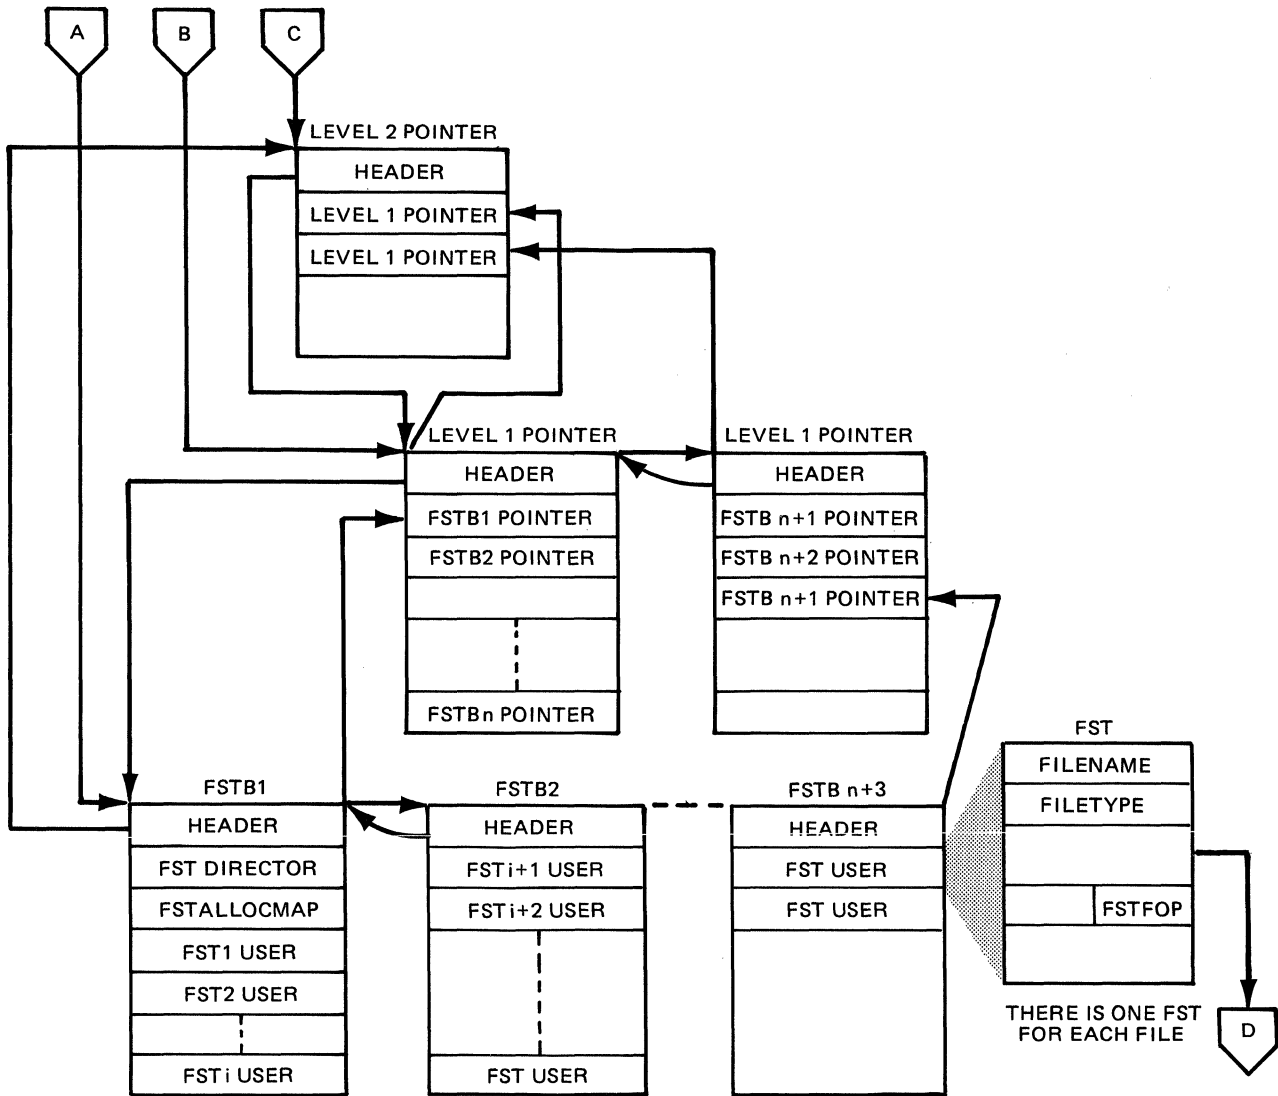 A
B
C
LEVEL 2 POINTER
HEADER
LEVEL 1 POINTER
LEVEL 1 POINTER
LEVEL 1 POINTER
HEADER
FSTB1 POINTER
FSTB2 POINTER
FSTBn POINTER
LEVEL 1 POINTER
HEADER
FSTB n+1 POINTER
FSTB n+2 POINTER
FSTB n+1 POINTER
FSTB1
HEADER
FST DIRECTOR
FSTALLOCMAP
FST1 USER
FST2 USER
FSTi USER
FSTB2
HEADER
FSTi+1 USER
FSTi+2 USER
FST USER
FSTB n+3
HEADER
FST USER
FST USER
FST
FILENAME
FILETYPE
FSTFOP
THERE IS ONE FST
FOR EACH FILE
D